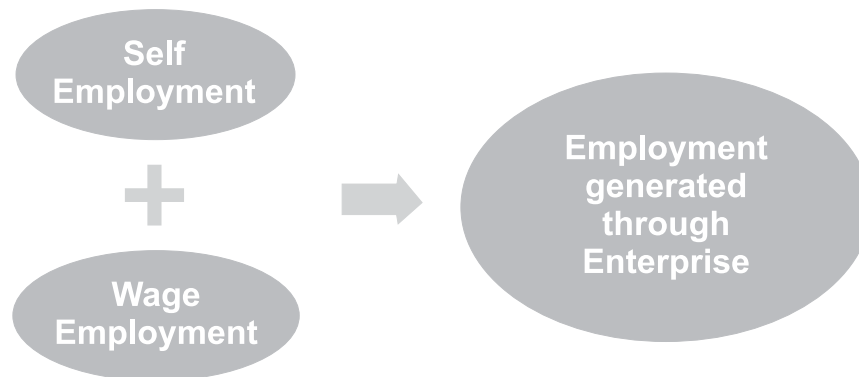 Self
Employment
Wage
Employment
Employment
generated
through
Enterprise